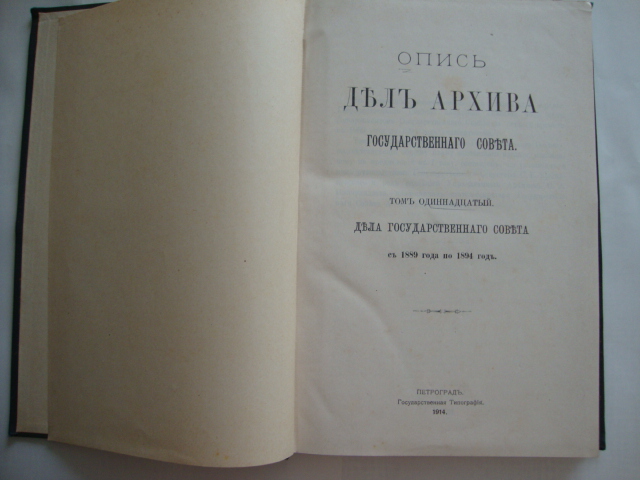 ОПИСЬ
ДѢЛЪ АРХИВА
ГОСУДАРСТВЕННАГО СОВѢТА.
ТОМЪ ОДИННАДЦАТЫЙ.
ДѢЛА ГОСУДАРСТВЕННАГО СОВѢТА
съ 1889 года по 1894 годъ.
ПЕТРОГРАДЪ.
Государственная Типографія.
1914.